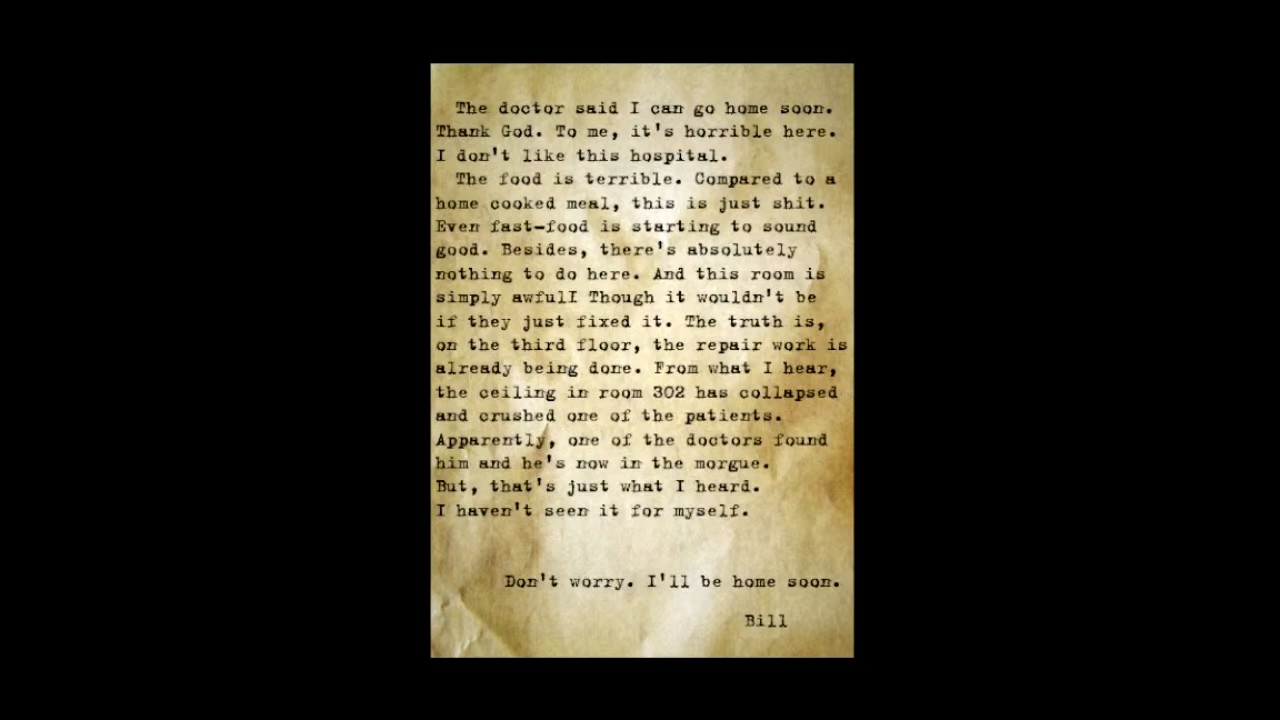 The doctor said I can go home soon.
Thank God. To me, it's horrible here.
I don't like this hospital.
The food is terrible. Compared to a
home cooked meal, this is just shit.
Even fast-food is starting to sound
good. Besides, there's absolutely
nothing to do here. And this room is
simply awfulI Though it wouldn't be
if they just fixed it. The truth is,
on the third floor, the repair work is
already being done. From what I hear,
the ceiling in room 302 has collapsed
and crushed one of the patients.
Apparently, one of the doctors found
him and he's now in the morgue.
But, that's just what I heard.
I haven't seen it for myself.
Don't worry. I'll be home soon.
Bill